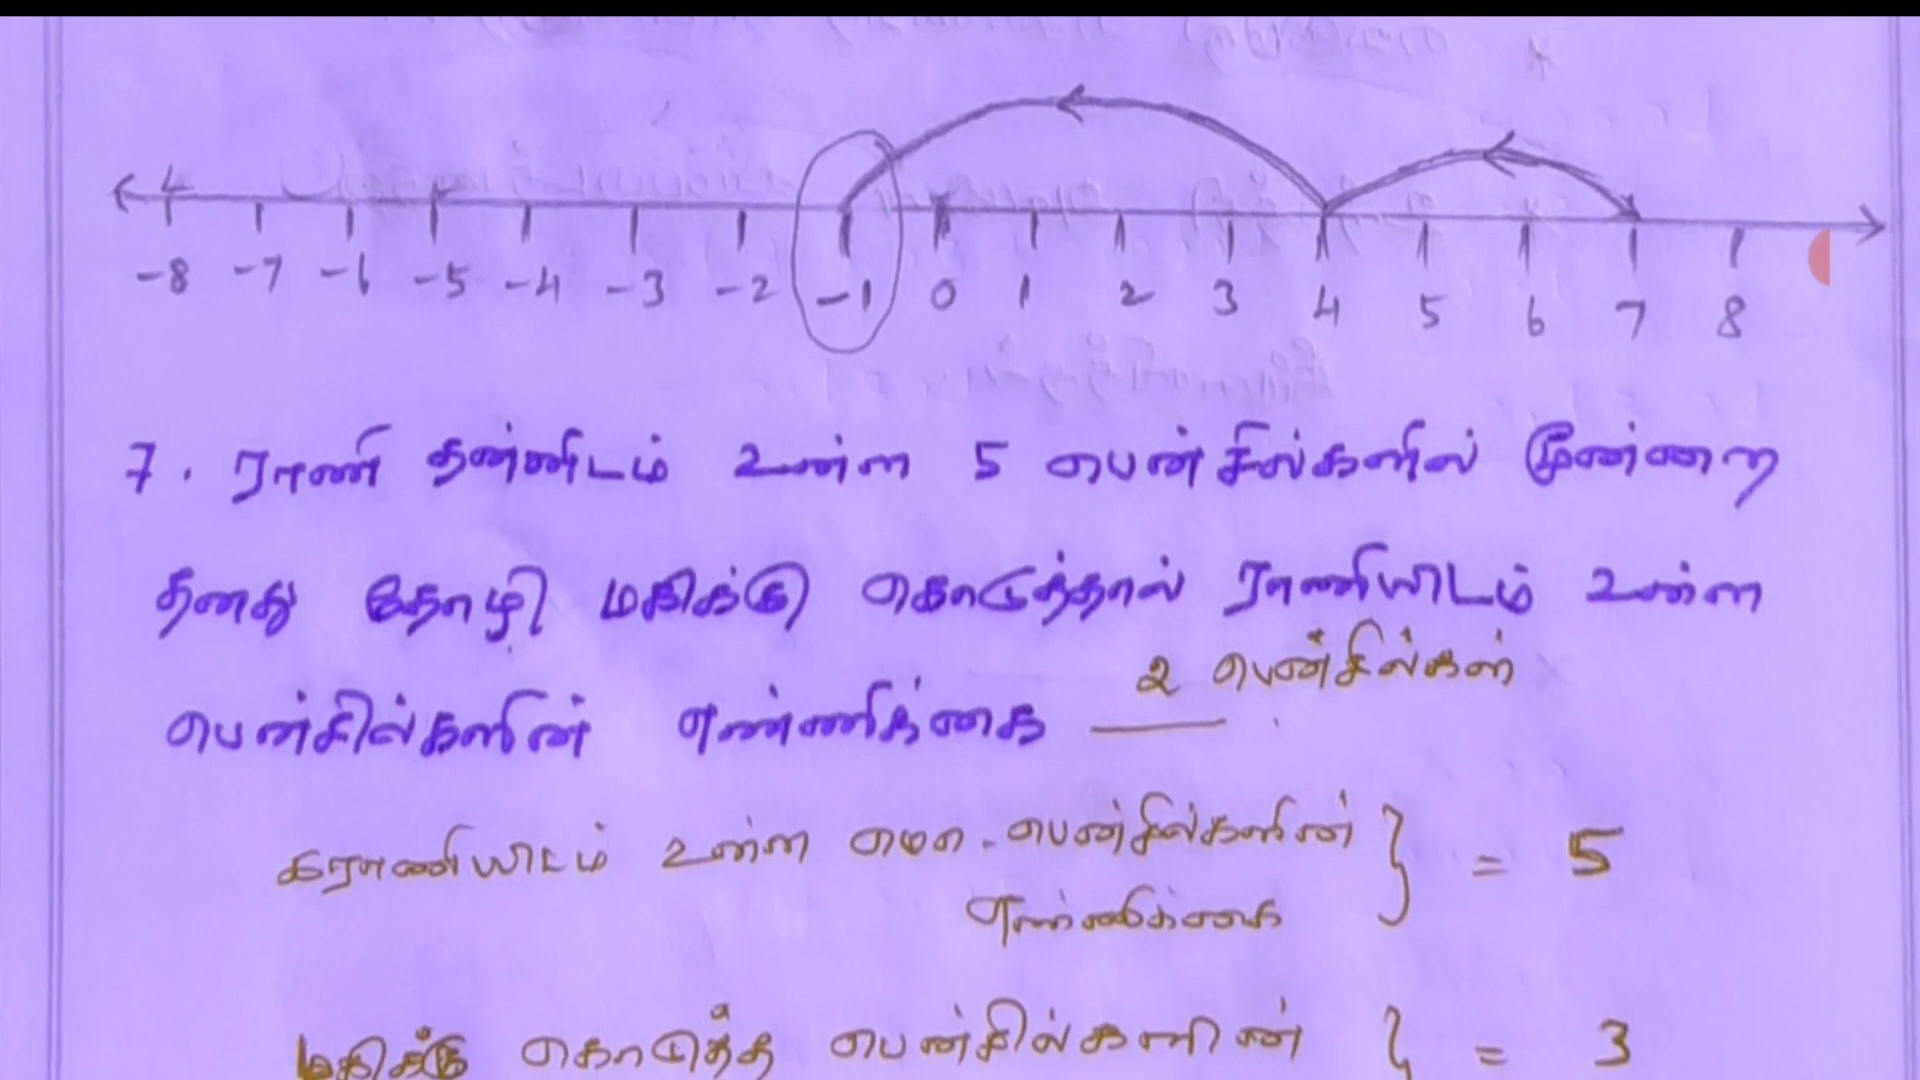 -8 -7 -6 -5 -4 -3 -2 -1 0 1 2 3 4 5 6 7 8
7. ராணி தன்னிடம் உள்ள 5 பென்சில்களில் மூன்றை
தனது தோழி மகிக்கு கொடுத்தால் ராணியிடம் உள்ள
பென்சில்களின் எண்ணிக்கை —— 2 பென்சில்கள்
ராணியிடம் உள்ள பென்சில்களின் } = 5
எண்ணிக்கை
மகிக்கு கொடுத்த பென்சில்களின் } = 3